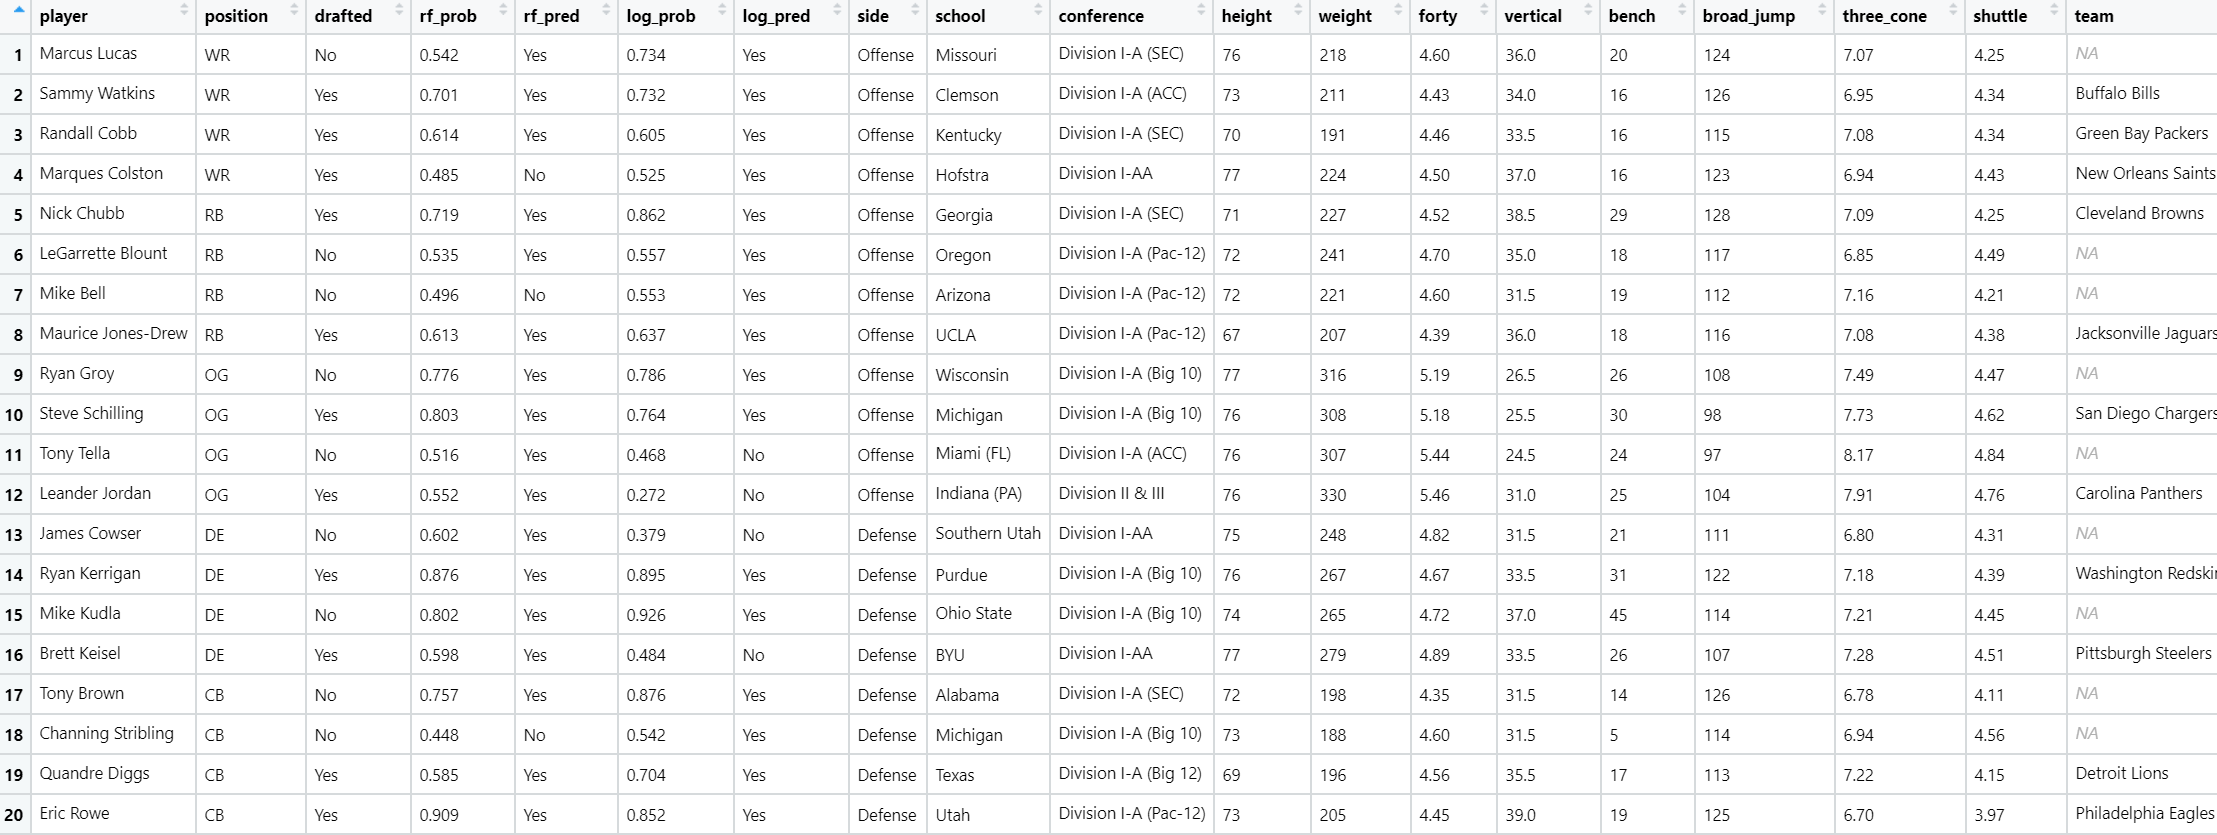 player position drafted rf_prob rf_pred log_prob log_pred side school conference height weight forty vertical bench broad_jump three_cone shuttle team
1 Marcus Lucas WR No 0.542 Yes 0.734 Yes Offense Missouri Division I-A (SEC) 76 218 4.60 36.0 20 124 7.07 4.25 NA
2 Sammy Watkins WR Yes 0.701 Yes 0.732 Yes Offense Clemson Division I-A (ACC) 73 211 4.43 34.0 16 126 6.95 4.34 Buffalo Bills
3 Randall Cobb WR Yes 0.614 Yes 0.605 Yes Offense Kentucky Division I-A (SEC) 70 191 4.46 33.5 16 115 7.08 4.34 Green Bay Packers
4 Marques Colston WR Yes 0.485 No 0.525 Yes Offense Hofstra Division I-AA 77 224 4.50 37.0 16 123 6.94 4.43 New Orleans Saints
5 Nick Chubb RB Yes 0.719 Yes 0.862 Yes Offense Georgia Division I-A (SEC) 71 227 4.52 38.5 29 128 7.09 4.25 Cleveland Browns
6 LeGarrette Blount RB No 0.535 Yes 0.557 Yes Offense Oregon Division I-A (Pac-12) 72 241 4.70 35.0 18 117 6.85 4.49 NA
7 Mike Bell RB No 0.496 No 0.553 Yes Offense Arizona Division I-A (Pac-12) 72 221 4.60 31.5 19 112 7.16 4.21 NA
8 Maurice Jones-Drew RB Yes 0.613 Yes 0.637 Yes Offense UCLA Division I-A (Pac-12) 67 207 4.39 36.0 18 116 7.08 4.38 Jacksonville Jaguars
9 Ryan Groy OG No 0.776 Yes 0.786 Yes Offense Wisconsin Division I-A (Big 10) 77 316 5.19 26.5 26 108 7.49 4.47 NA
10 Steve Schilling OG Yes 0.803 Yes 0.764 Yes Offense Michigan Division I-A (Big 10) 76 308 5.18 25.5 30 98 7.73 4.62 San Diego Chargers
11 Tony Tella OG No 0.516 Yes 0.468 No Offense Miami (FL) Division I-A (ACC) 76 307 5.44 24.5 24 97 8.17 4.84 NA
12 Leander Jordan OG Yes 0.552 Yes 0.272 No Offense Indiana (PA) Division II & III 76 330 5.46 31.0 25 104 7.91 4.76 Carolina Panthers
13 James Cowser DE No 0.602 Yes 0.379 No Defense Southern Utah Division I-AA 75 248 4.82 31.5 21 111 6.80 4.31 NA
14 Ryan Kerrigan DE Yes 0.876 Yes 0.895 Yes Defense Purdue Division I-A (Big 10) 76 267 4.67 33.5 31 122 7.18 4.39 Washington Redski
15 Mike Kudla DE No 0.802 Yes 0.926 Yes Defense Ohio State Division I-A (Big 10) 74 265 4.72 37.0 45 114 7.21 4.45 NA
16 Brett Keisel DE Yes 0.598 Yes 0.484 No Defense BYU Division I-AA 77 279 4.89 33.5 26 107 7.28 4.51 Pittsburgh Steelers
17 Tony Brown CB No 0.757 Yes 0.876 Yes Defense Alabama Division I-A (SEC) 72 198 4.35 31.5 14 126 6.78 4.11 NA
18 Channing Stribling CB No 0.448 No 0.542 Yes Defense Michigan Division I-A (Big 10) 73 188 4.60 31.5 5 114 6.94 4.56 NA
19 Quandre Diggs CB Yes 0.585 Yes 0.704 Yes Defense Texas Division I-A (Big 12) 69 196 4.56 35.5 17 113 7.22 4.15 Detroit Lions
20 Eric Rowe CB Yes 0.909 Yes 0.852 Yes Defense Utah Division I-A (Pac-12) 73 205 4.45 39.0 19 125 6.70 3.97 Philadelphia Eagles